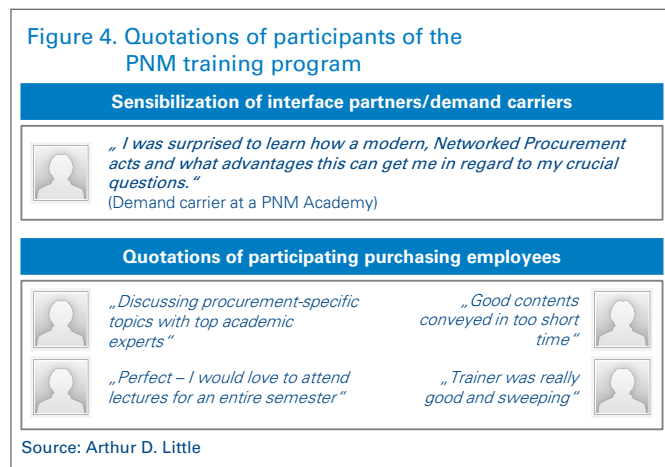 Figure 4. Quotations of participants of the
PNM training program
Sensibilization of interface partners/demand carriers
„ I was surprised to learn how a modern, Networked Procurement
acts and what advantages this can get me in regard to my crucial
questions.“
(Demand carrier at a PNM Academy)
Quotations of participating purchasing employees
„Discussing procurement-specific
topics with top academic
experts“
„Good contents
conveyed in too short
time“
„Perfect – I would love to attend
lectures for an entire semester“
„Trainer was really
good and sweeping“
Source: Arthur D. Little